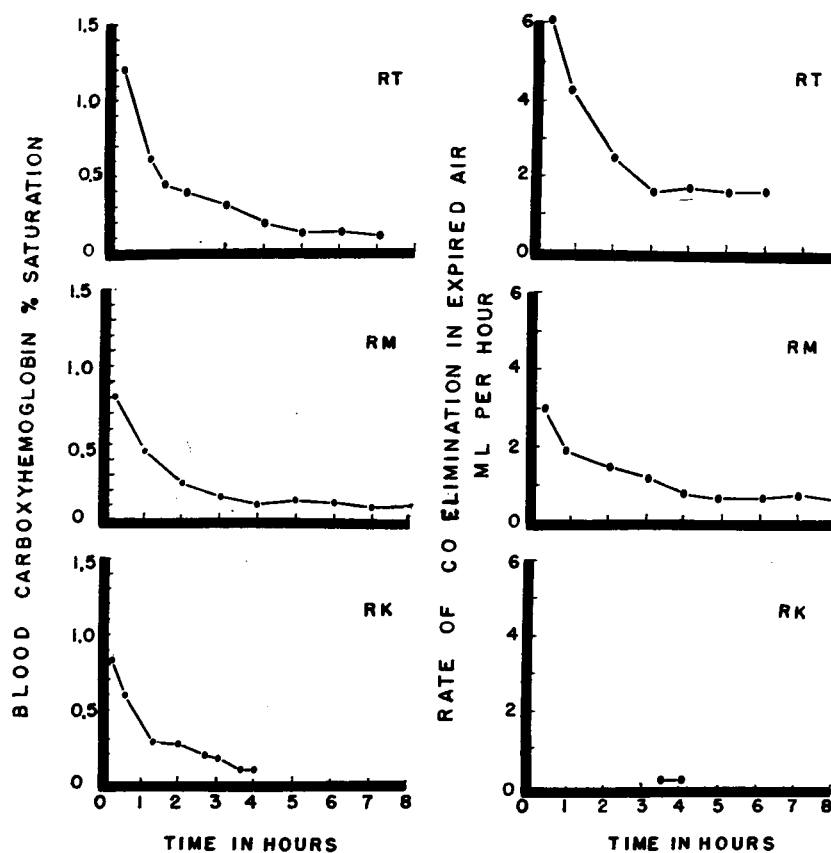 BLOOD CARBOXYHEMOGLOBIN % SATURATION
1.5
1.0
0.5
0
RT
1.5
1.0
0.5
0
RM
1.5
1.0
0.5
0
RK
0 1 2 3 4 5 6 7 8
TIME IN HOURS
RATE OF CO ELIMINATION IN EXPIRED AIR
ML PER HOUR
6
4
2
0
RT
6
4
2
0
RM
6
4
2
0
RK
0 1 2 3 4 5 6 7 8
TIME IN HOURS